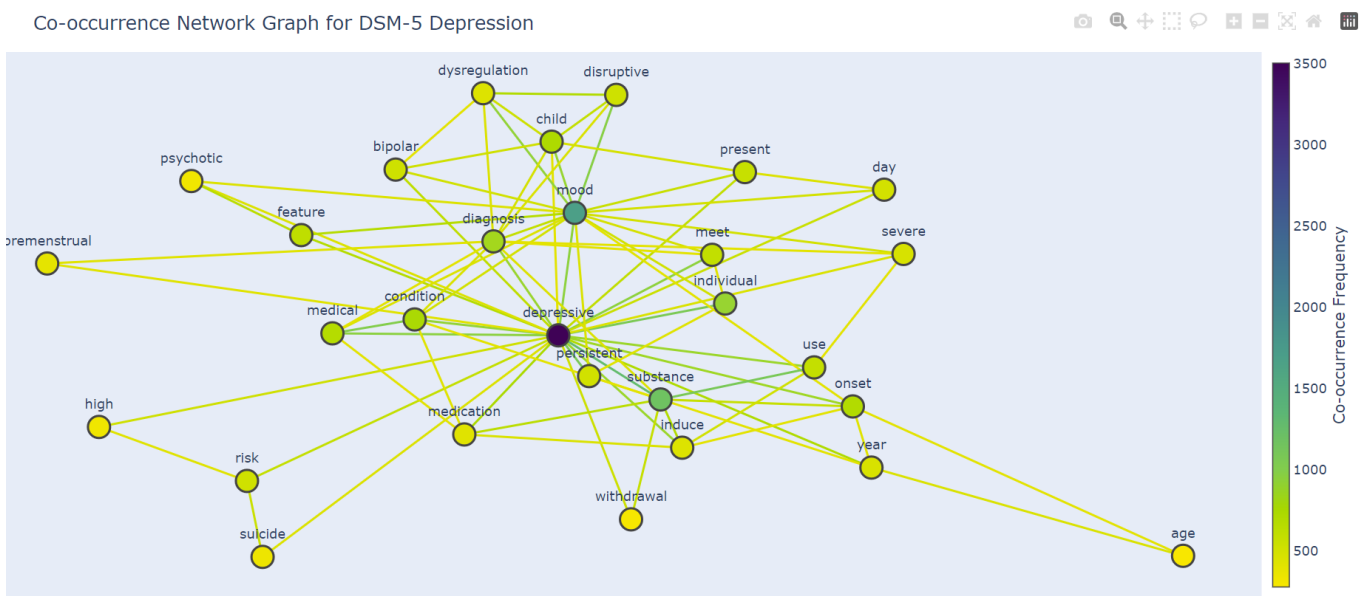 Co-occurrence Network Graph for DSM-5 Depression
dysregulation
disruptive
child
bipolar
present
psychotic
day
mood
feature
diagnosis
premenstrual
meet
severe
individual
condition
medical
depressive
persistent
use
substance
onset
high
medication
induce
year
risk
withdrawal
suicide
age
3500
3000
2500
2000
1500
1000
500
Co-occurrence Frequency